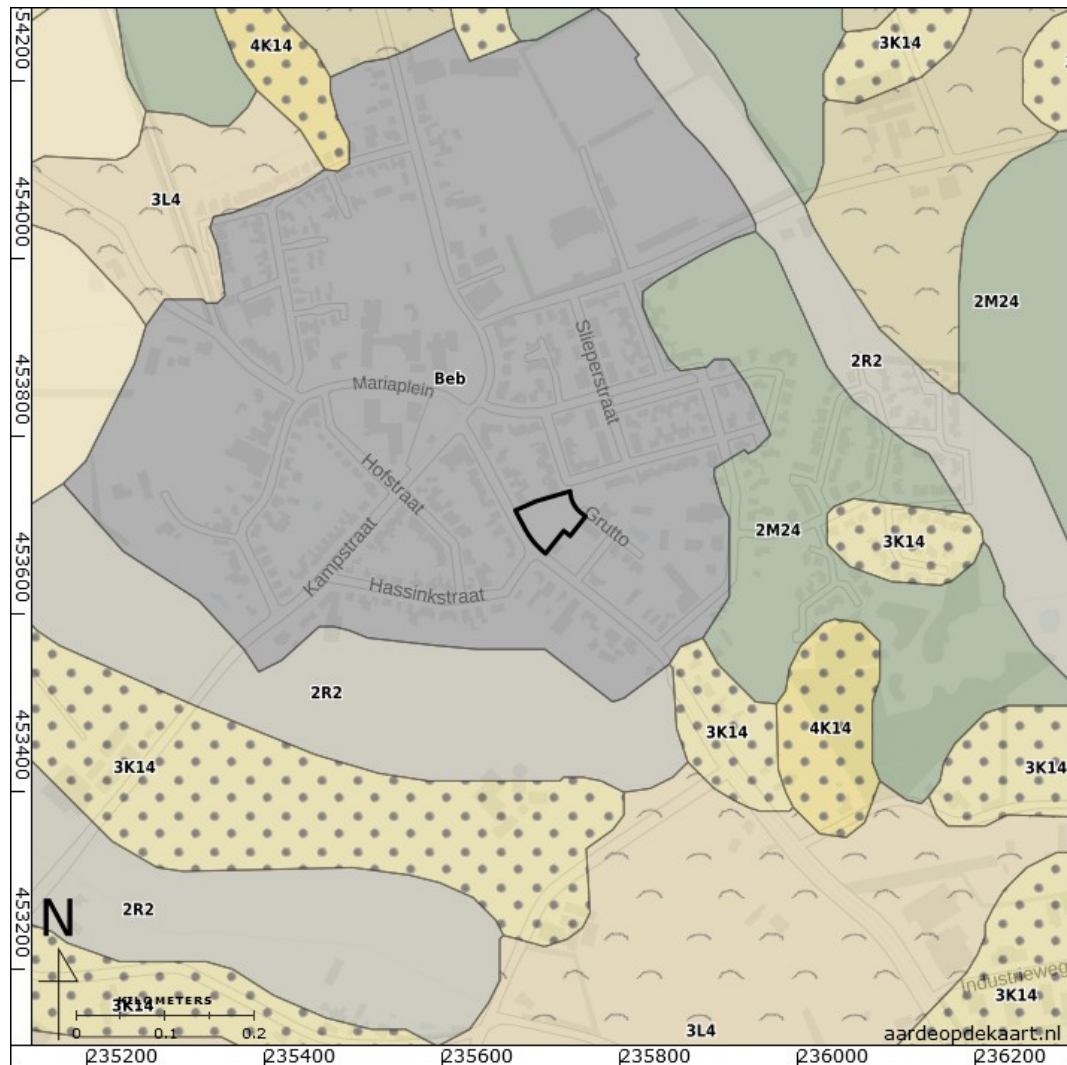 4K14
3K14
3L4
2M24
2R2
Beb
Mariaplein
Slieperstraat
Hofstraat
Kampstraat
Grutto
Hassinkstraat
2M24
3K14
2R2
3K14
4K14
3K14
3K14
2R2
N
KILOMETERS
0 0.1 0.2
3K14
3L4
Industrieweg
3K14
aardeopdekaart.nl
454000
453800
453600
453400
453200
235200
235400
235600
235800
236000
236200